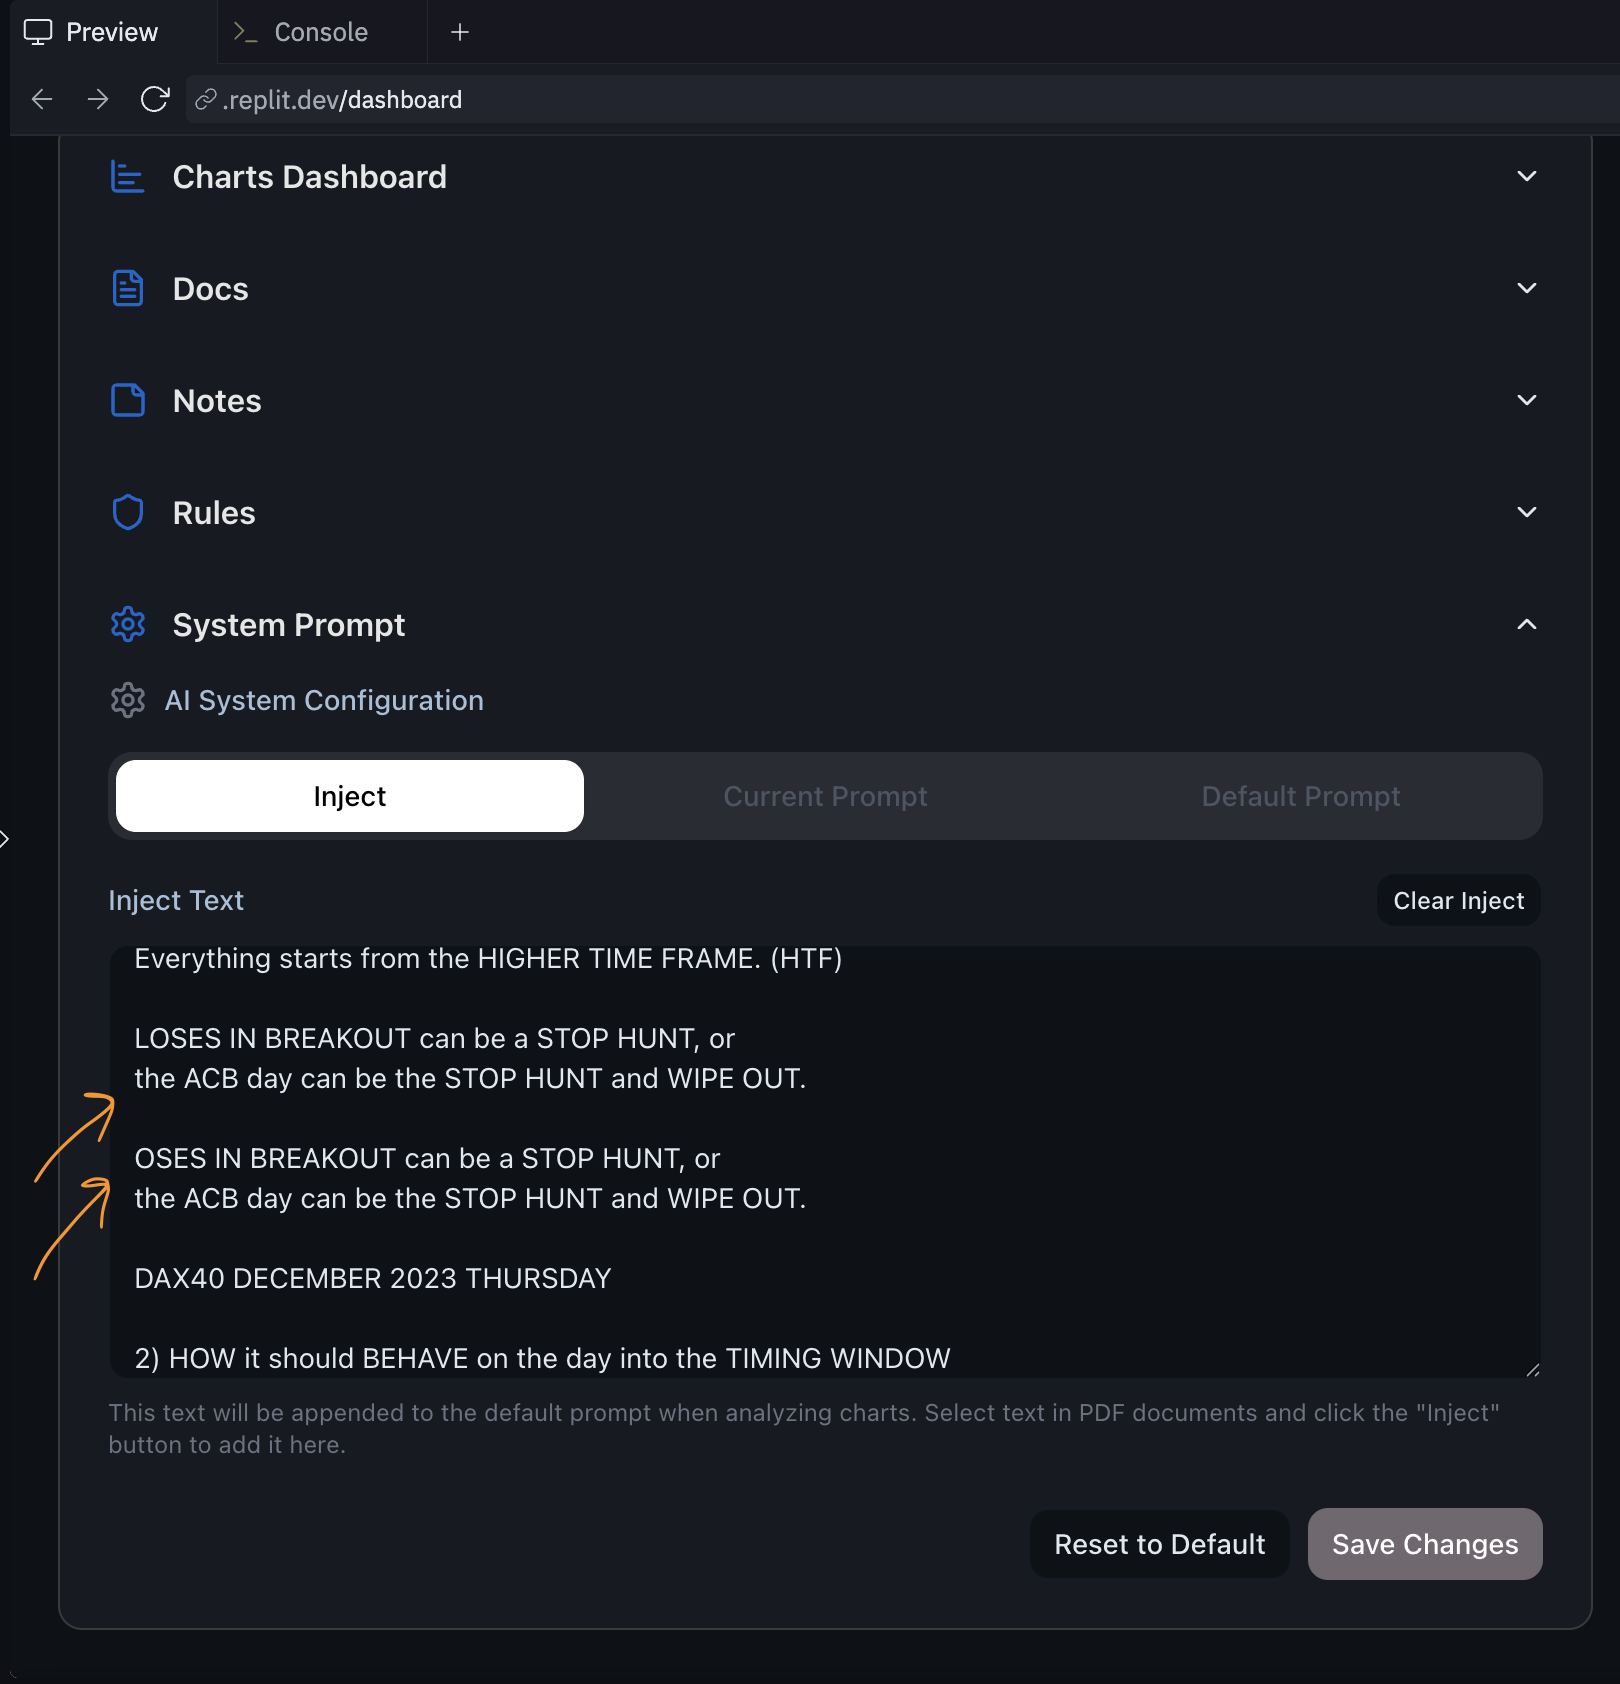 Preview
Console
.replit.dev/dashboard
Charts Dashboard
Docs
Notes
Rules
System Prompt
AI System Configuration
Inject
Current Prompt
Default Prompt
Inject Text
Clear Inject
Everything starts from the HIGHER TIME FRAME. (HTF)
LOSES IN BREAKOUT can be a STOP HUNT, or
the ACB day can be the STOP HUNT and WIPE OUT.
OSES IN BREAKOUT can be a STOP HUNT, or
the ACB day can be the STOP HUNT and WIPE OUT.
DAX40 DECEMBER 2023 THURSDAY
2) HOW it should BEHAVE on the day into the TIMING WINDOW
This text will be appended to the default prompt when analyzing charts. Select text in PDF documents and click the "Inject"
button to add it here.
Reset to Default
Save Changes